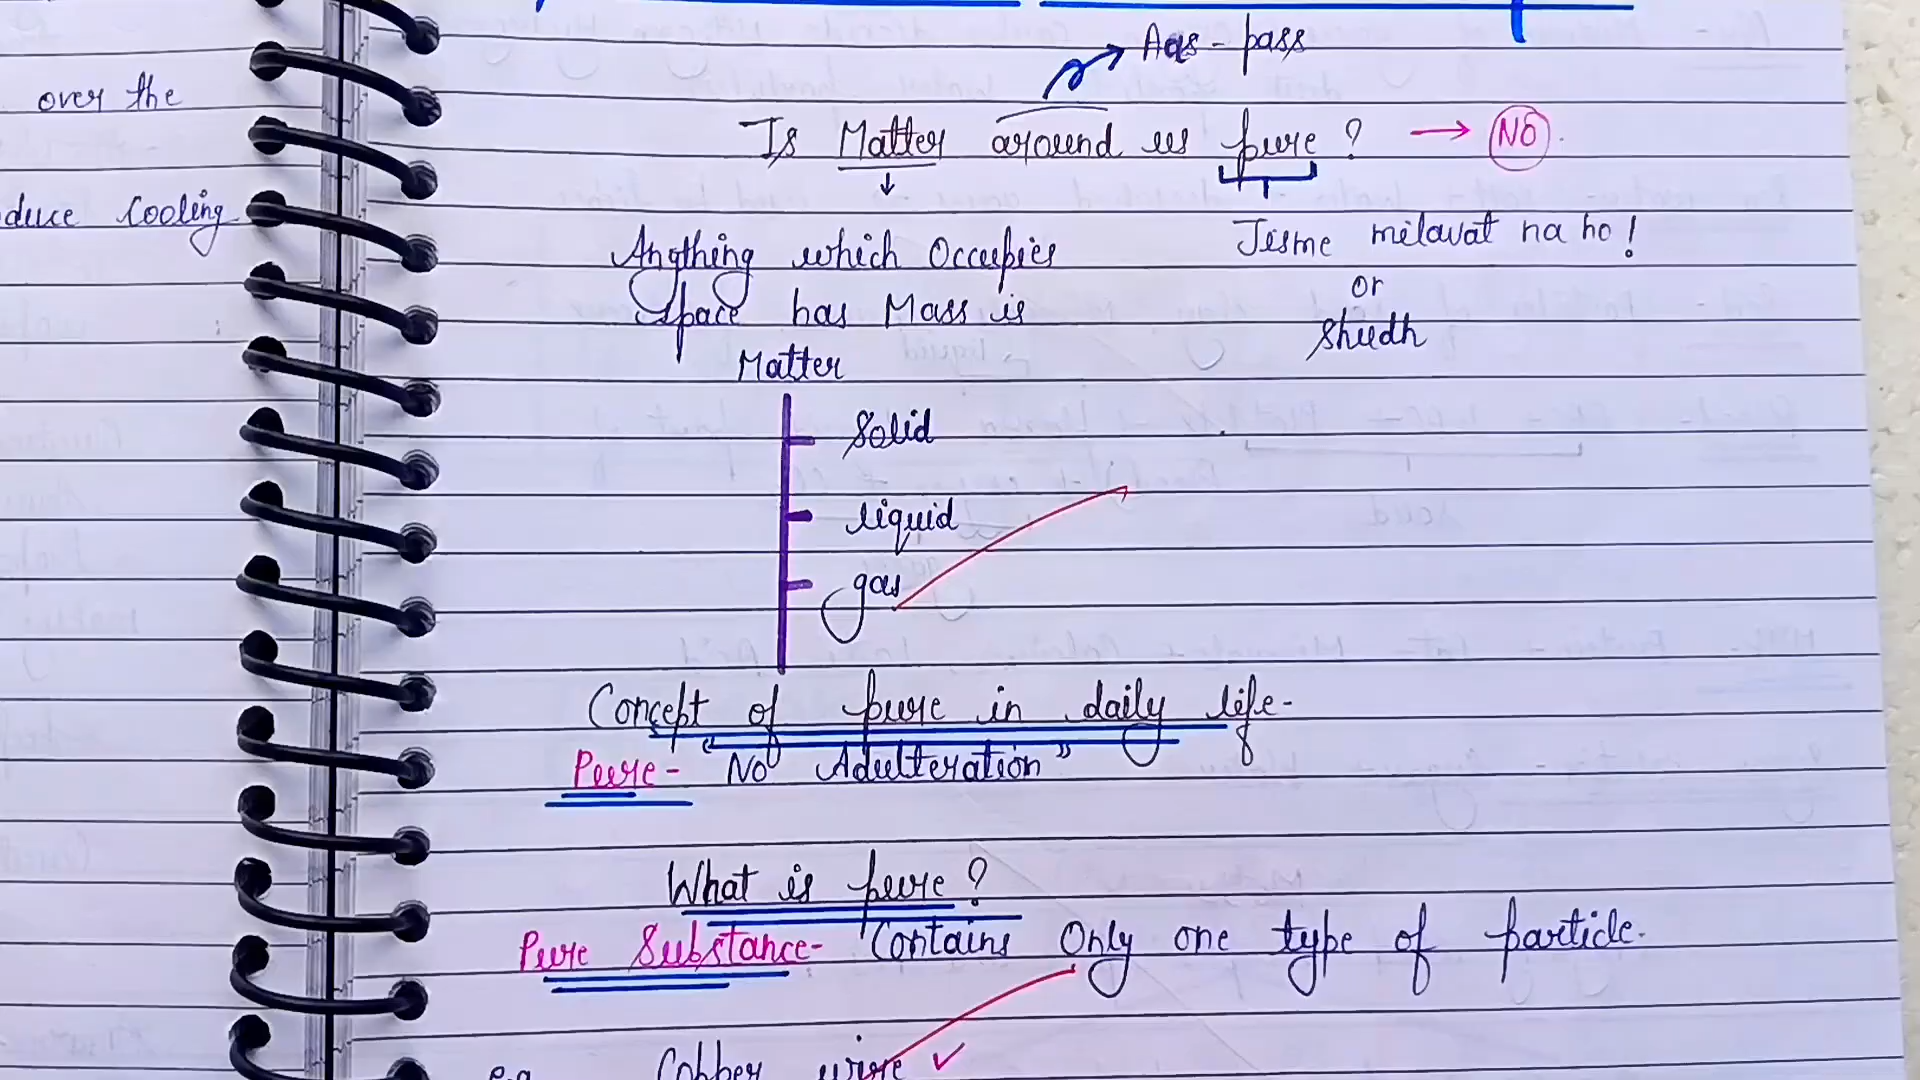 over the
duce Cooling
Aas-pass
Is Matter around us pure? → NO.
Anything which Occupies
space has Mass is
Matter
Jisme milavat na ho!
or
Shudh
Solid
liquid
gas
Concept of pure in daily life-
Pure- "No Adulteration"
What is pure?
Pure Substance- Contains Only one type of particle.
e.g. Copper wire ✓